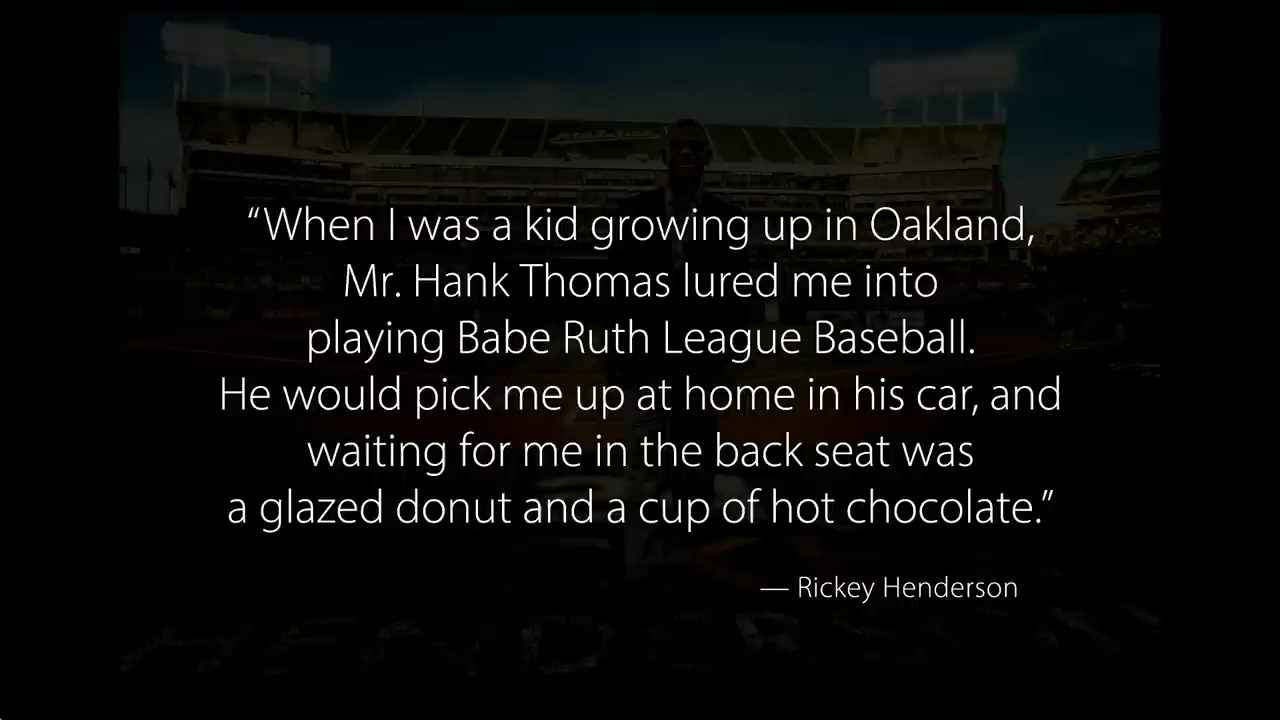 “When I was a kid growing up in Oakland,
Mr. Hank Thomas lured me into
playing Babe Ruth League Baseball.
He would pick me up at home in his car, and
waiting for me in the back seat was
a glazed donut and a cup of hot chocolate.”
— Rickey Henderson